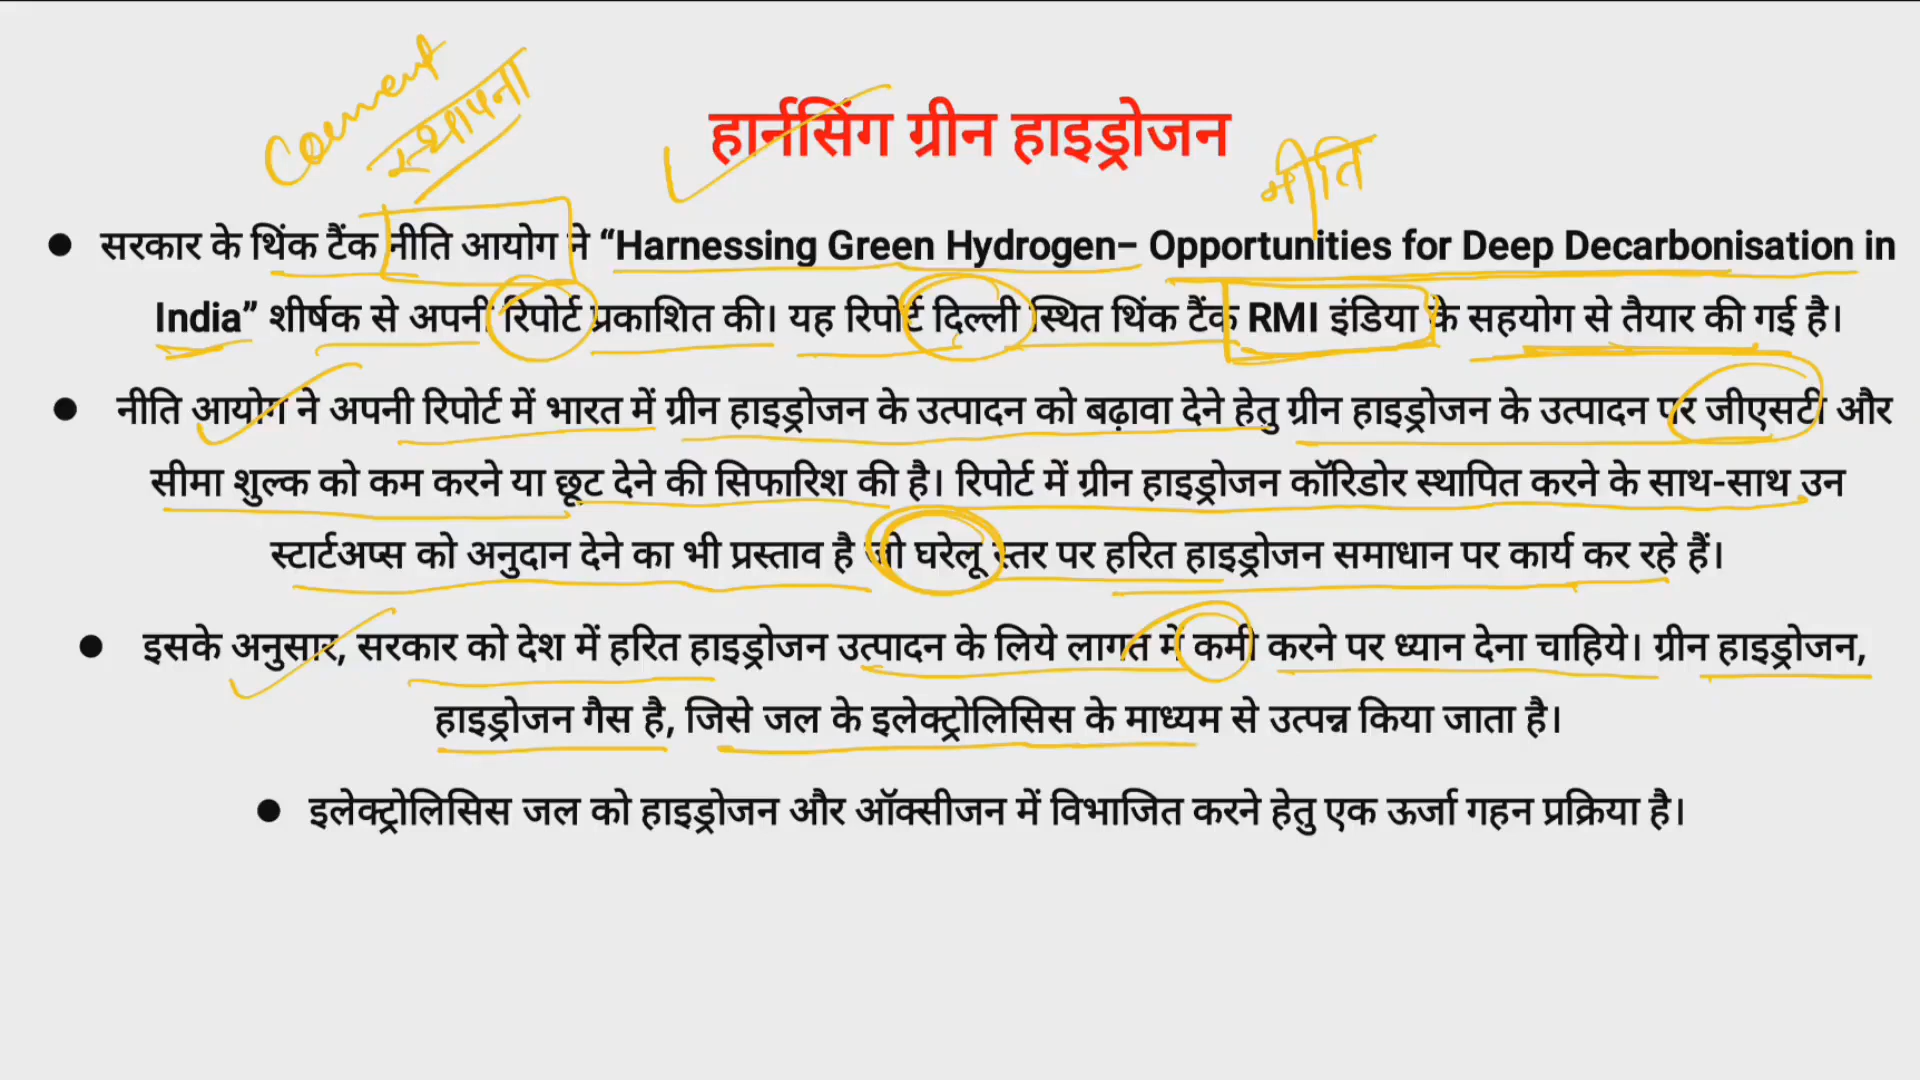 Coment
स्थापना
हार्नसिंग ग्रीन हाइड्रोजन
नीति
● सरकार के थिंक टैंक नीति आयोग ने “Harnessing Green Hydrogen– Opportunities for Deep Decarbonisation in
India” शीर्षक से अपनी रिपोर्ट प्रकाशित की। यह रिपोर्ट दिल्ली स्थित थिंक टैंक RMI इंडिया के सहयोग से तैयार की गई है।
● नीति आयोग ने अपनी रिपोर्ट में भारत में ग्रीन हाइड्रोजन के उत्पादन को बढ़ावा देने हेतु ग्रीन हाइड्रोजन के उत्पादन पर जीएसटी और
सीमा शुल्क को कम करने या छूट देने की सिफारिश की है। रिपोर्ट में ग्रीन हाइड्रोजन कॉरिडोर स्थापित करने के साथ-साथ उन
स्टार्टअप्स को अनुदान देने का भी प्रस्ताव है जो घरेलू स्तर पर हरित हाइड्रोजन समाधान पर कार्य कर रहे हैं।
● इसके अनुसार, सरकार को देश में हरित हाइड्रोजन उत्पादन के लिये लागत में कमी करने पर ध्यान देना चाहिये। ग्रीन हाइड्रोजन,
हाइड्रोजन गैस है, जिसे जल के इलेक्ट्रोलिसिस के माध्यम से उत्पन्न किया जाता है।
● इलेक्ट्रोलिसिस जल को हाइड्रोजन और ऑक्सीजन में विभाजित करने हेतु एक ऊर्जा गहन प्रक्रिया है।